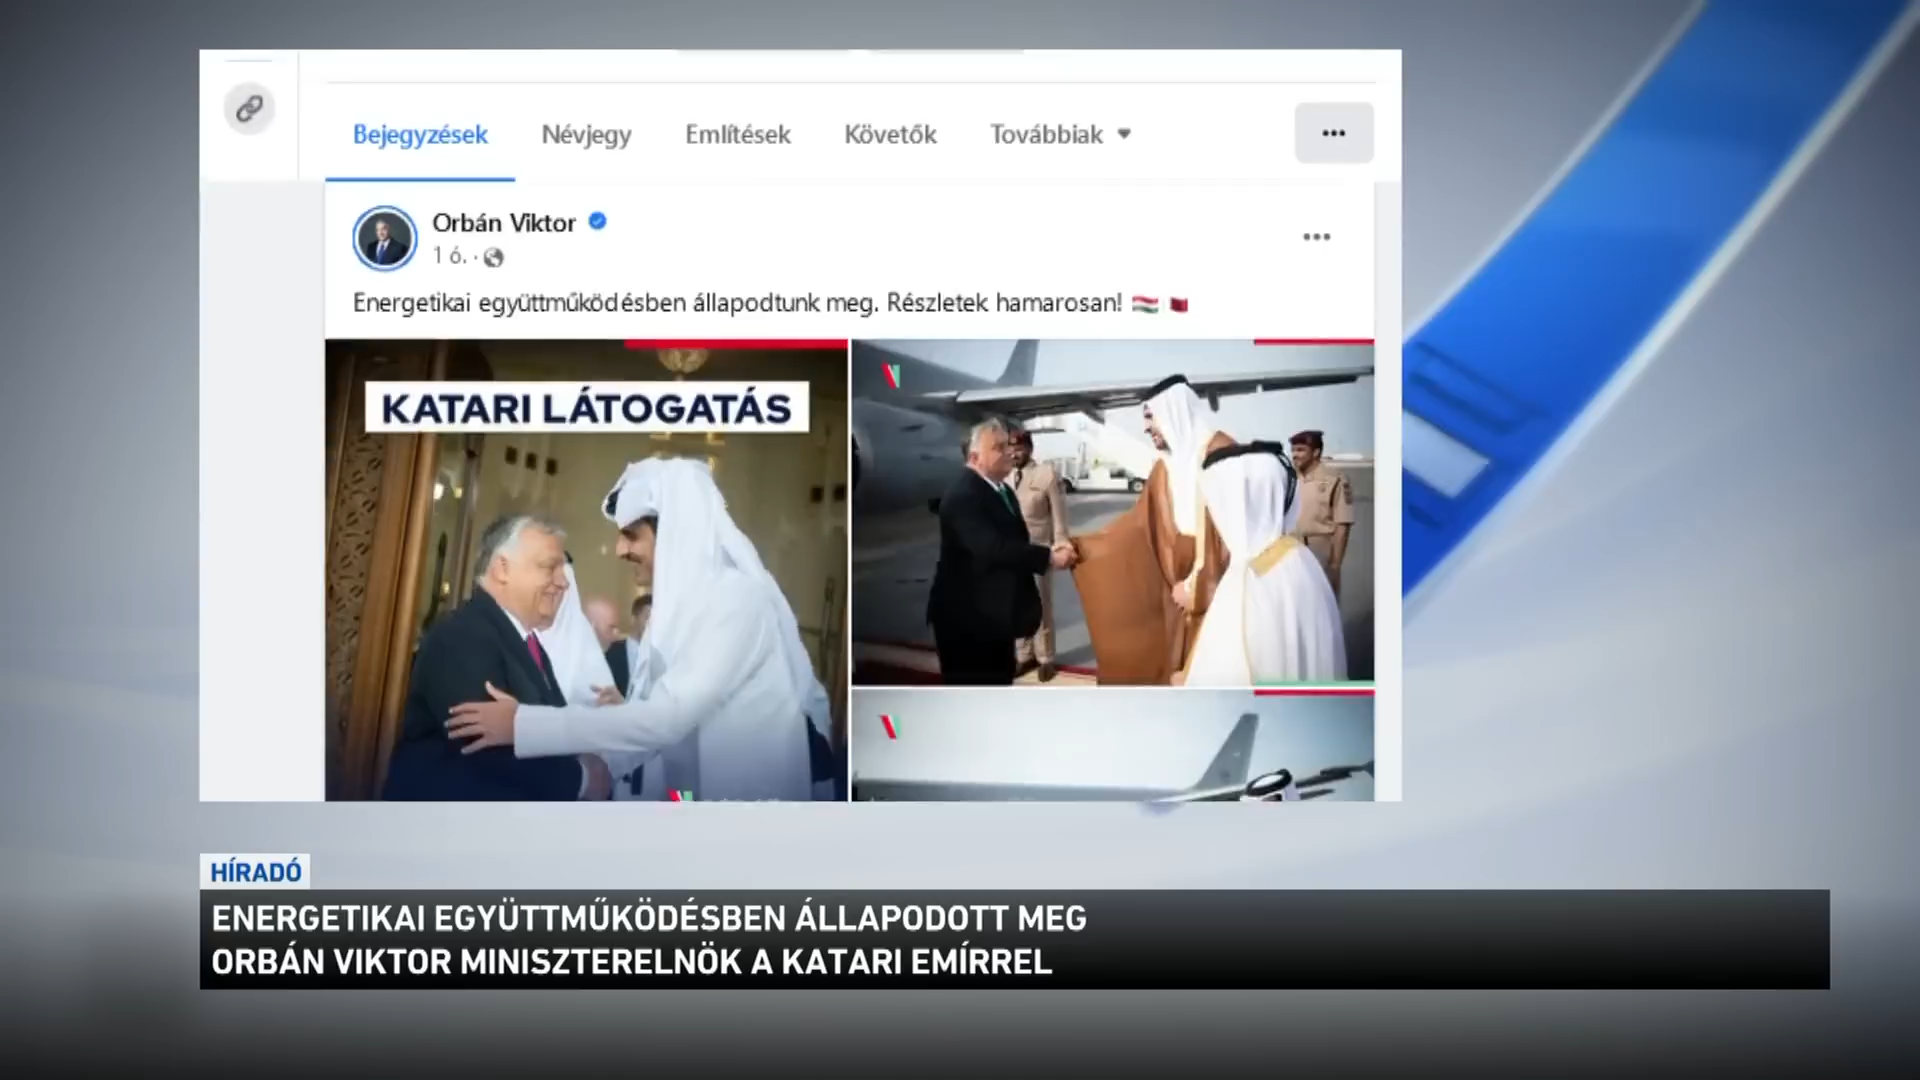 Bejegyzések Névjegy Említések Követők Továbbiak
Orbán Viktor
1 ó. ·
Energetikai együttműködésben állapodtunk meg. Részletek hamarosan!
KATARI LÁTOGATÁS
HÍRADÓ
ENERGETIKAI EGYÜTTMŰKÖDÉSBEN ÁLLAPODOTT MEG
ORBÁN VIKTOR MINISZTERELNÖK A KATARI EMÍRREL